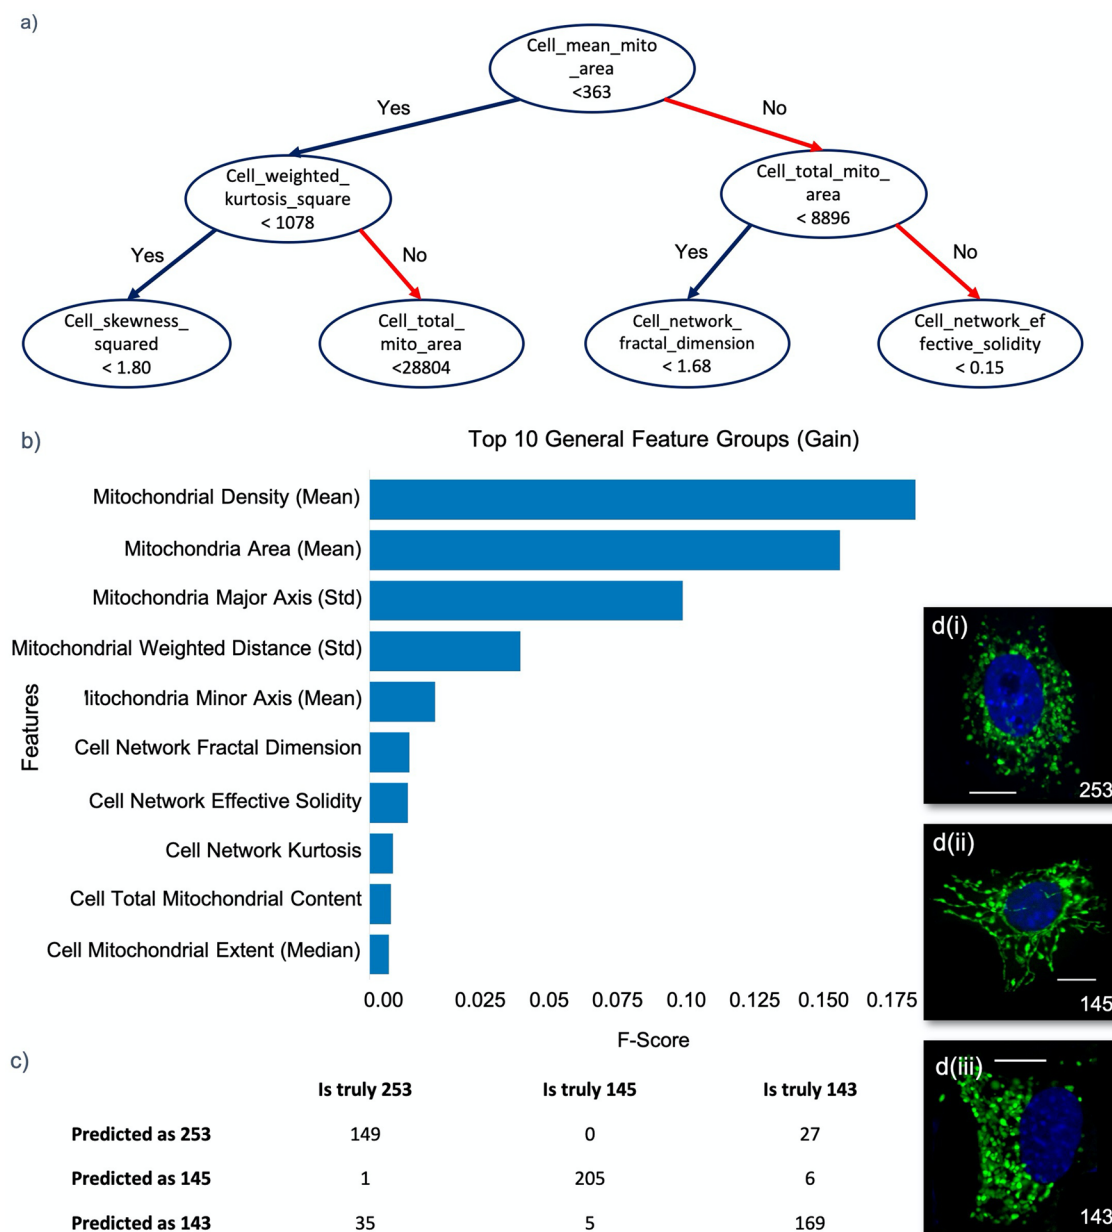 a)
Cell_mean_mito
_area
<363
Yes
No
Cell_weighted_
kurtosis_square
< 1078
Cell_total_mito_
area
< 8896
Yes
No
Yes
No
Cell_skewness_
squared
< 1.80
Cell_total_
mito_area
<28804
Cell_network_
fractal_dimension
< 1.68
Cell_network_ef
fective_solidity
< 0.15
b)
Top 10 General Feature Groups (Gain)
Features
Mitochondrial Density (Mean)
Mitochondria Area (Mean)
Mitochondria Major Axis (Std)
Mitochondrial Weighted Distance (Std)
litochondria Minor Axis (Mean)
Cell Network Fractal Dimension
Cell Network Effective Solidity
Cell Network Kurtosis
Cell Total Mitochondrial Content
Cell Mitochondrial Extent (Median)
0.00 0.025 0.05 0.075 0.10 0.125 0.150 0.175
F-Score
d(i)
253
d(ii)
145
d(iii)
143
c)
Is truly 253 Is truly 145 Is truly 143
Predicted as 253 149 0 27
Predicted as 145 1 205 6
Predicted as 143 35 5 169